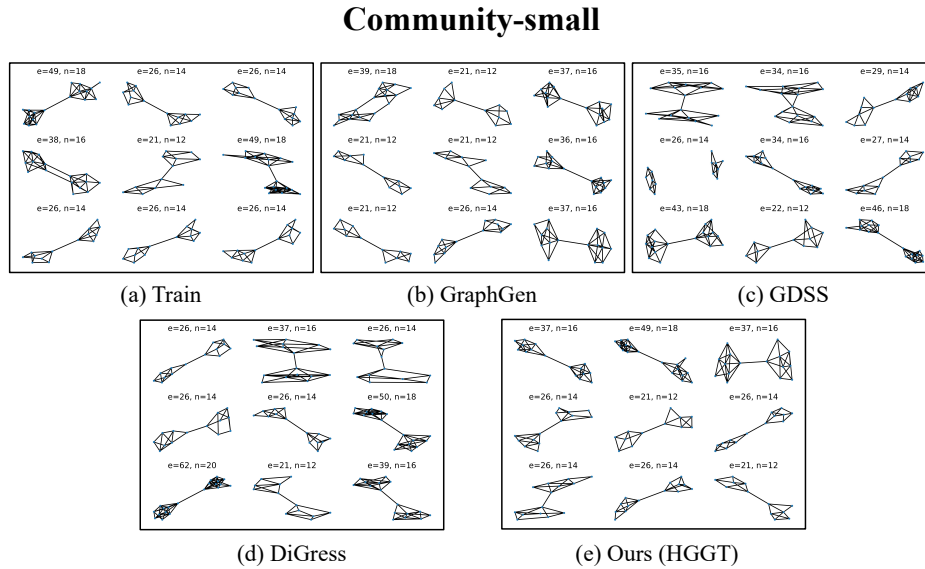 Community-small
e=49, n=18 e=26, n=14 e=26, n=14
e=38, n=16 e=21, n=12 e=49, n=18
e=26, n=14 e=26, n=14 e=26, n=14
(a) Train
e=39, n=18 e=21, n=12 e=37, n=16
e=21, n=12 e=21, n=12 e=36, n=16
e=21, n=12 e=26, n=14 e=37, n=16
(b) GraphGen
e=35, n=16 e=34, n=16 e=29, n=14
e=26, n=14 e=34, n=16 e=27, n=14
e=43, n=18 e=22, n=12 e=46, n=18
(c) GDSS
e=26, n=14 e=37, n=16 e=26, n=14
e=26, n=14 e=26, n=14 e=50, n=18
e=62, n=20 e=21, n=12 e=39, n=16
(d) DiGress
e=37, n=16 e=49, n=18 e=37, n=16
e=26, n=14 e=21, n=12 e=26, n=14
e=26, n=14 e=26, n=14 e=21, n=12
(e) Ours (HGGT)